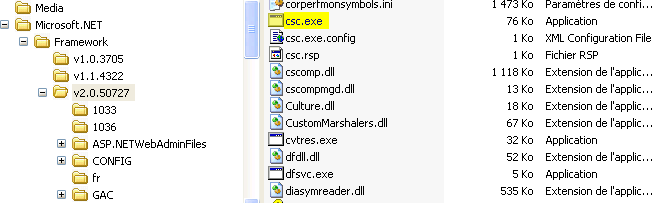 Media
Microsoft.NET
Framework
v1.0.3705
v1.1.4322
v2.0.50727
1033
1036
ASP.NETWebAdminFiles
CONFIG
fr
GAC
corperfmonsymbols.ini 1 473 Ko Paramètres de confi...
csc.exe 76 Ko Application
csc.exe.config 1 Ko XML Configuration File
csc.rsp 1 Ko Fichier RSP
cscomp.dll 1 118 Ko Extension de l'applic...
cscompmgd.dll 13 Ko Extension de l'applic...
Culture.dll 18 Ko Extension de l'applic...
CustomMarshalers.dll 67 Ko Extension de l'applic...
cvtres.exe 32 Ko Application
dfdll.dll 52 Ko Extension de l'applic...
dfsvc.exe 5 Ko Application
diasymreader.dll 535 Ko Extension de l'applic...